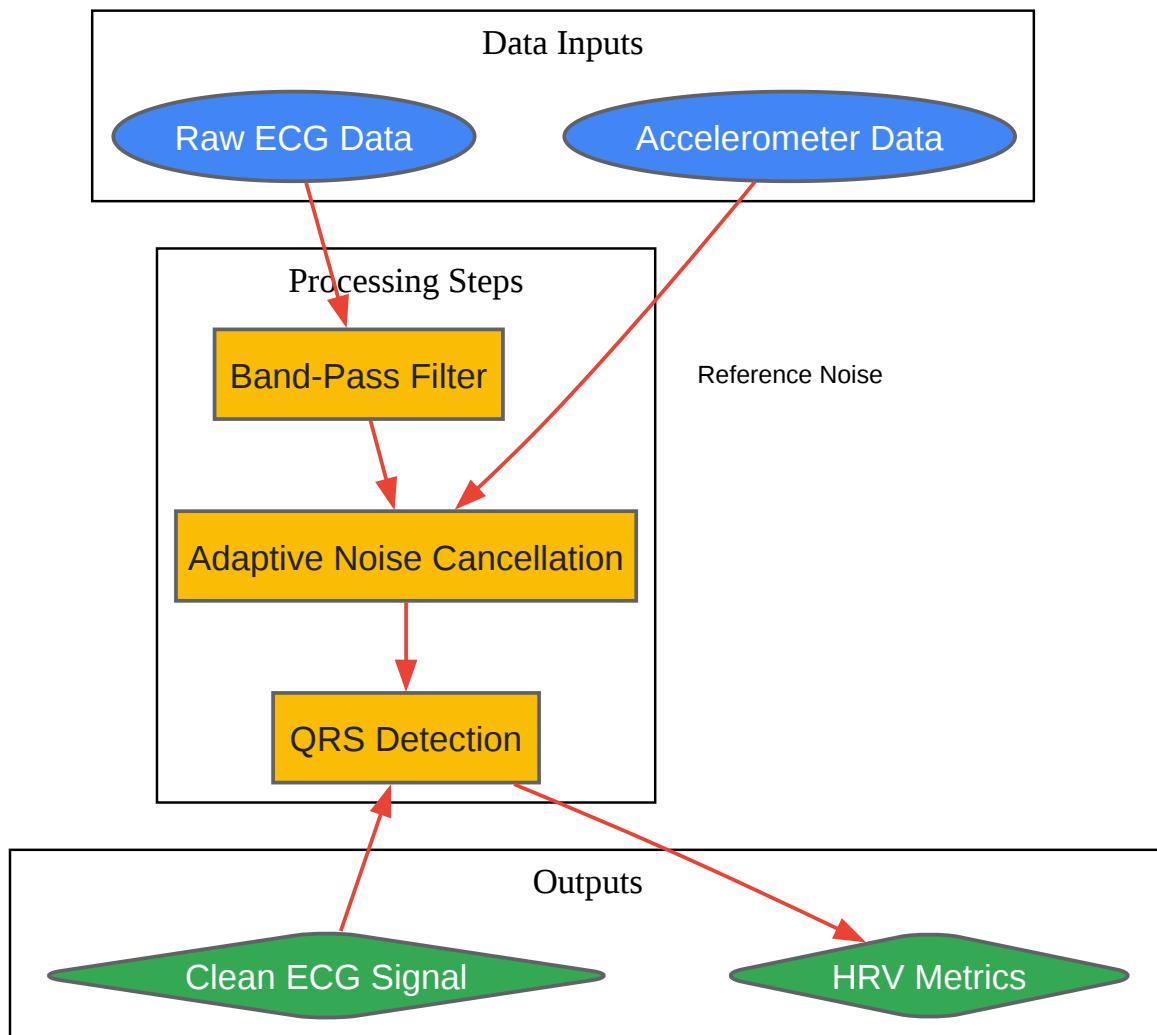 Data Inputs
Raw ECG Data
Accelerometer Data
Processing Steps
Band-Pass Filter
Reference Noise
Adaptive Noise Cancellation
QRS Detection
Outputs
Clean ECG Signal
HRV Metrics